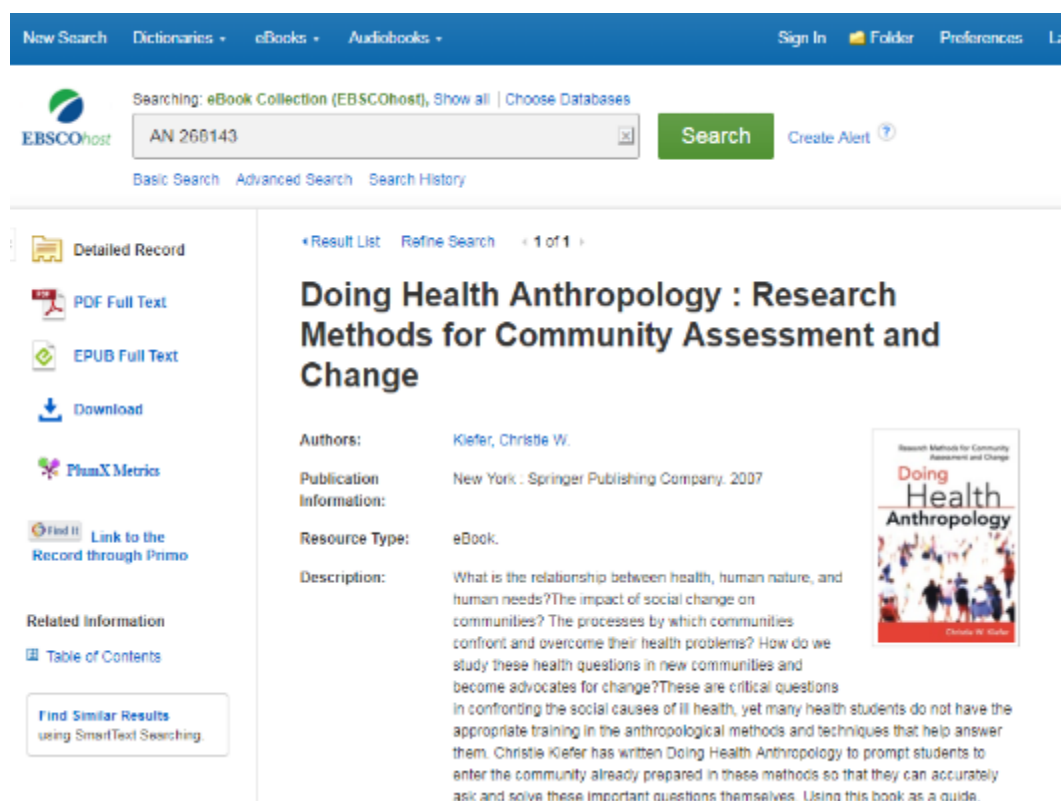 New Search Dictionaries eBooks Audiobooks Sign In Folder Preferences La
Searching: eBook Collection (EBSCOhost), Show all | Choose Databases
EBSCOhost
AN 268143
Search
Create Alert
Basic Search Advanced Search Search History
Detailed Record
PDF Full Text
EPUB Full Text
Download
PlumX Metrics
Find It Link to the
Record through Primo
Related Information
Table of Contents
Find Similar Results
using SmartText Searching.
Result List Refine Search 1 of 1
Doing Health Anthropology : Research
Methods for Community Assessment and
Change
Authors: Kiefer, Christie W.
Publication
Information:
New York : Springer Publishing Company. 2007
Resource Type: eBook.
Description: What is the relationship between health, human nature, and
human needs?The impact of social change on
communities? The processes by which communities
confront and overcome their health problems? How do we
study these health questions in new communities and
become advocates for change?These are critical questions
in confronting the social causes of ill health, yet many health students do not have the
appropriate training in the anthropological methods and techniques that help answer
them. Christie Kiefer has written Doing Health Anthropology to prompt students to
enter the community already prepared in these methods so that they can accurately
ask and solve these important questions themselves. Using this book as a guide,
Research Methods for Community
Assessment and Change
Doing
Health
Anthropology
Christie W. Kiefer